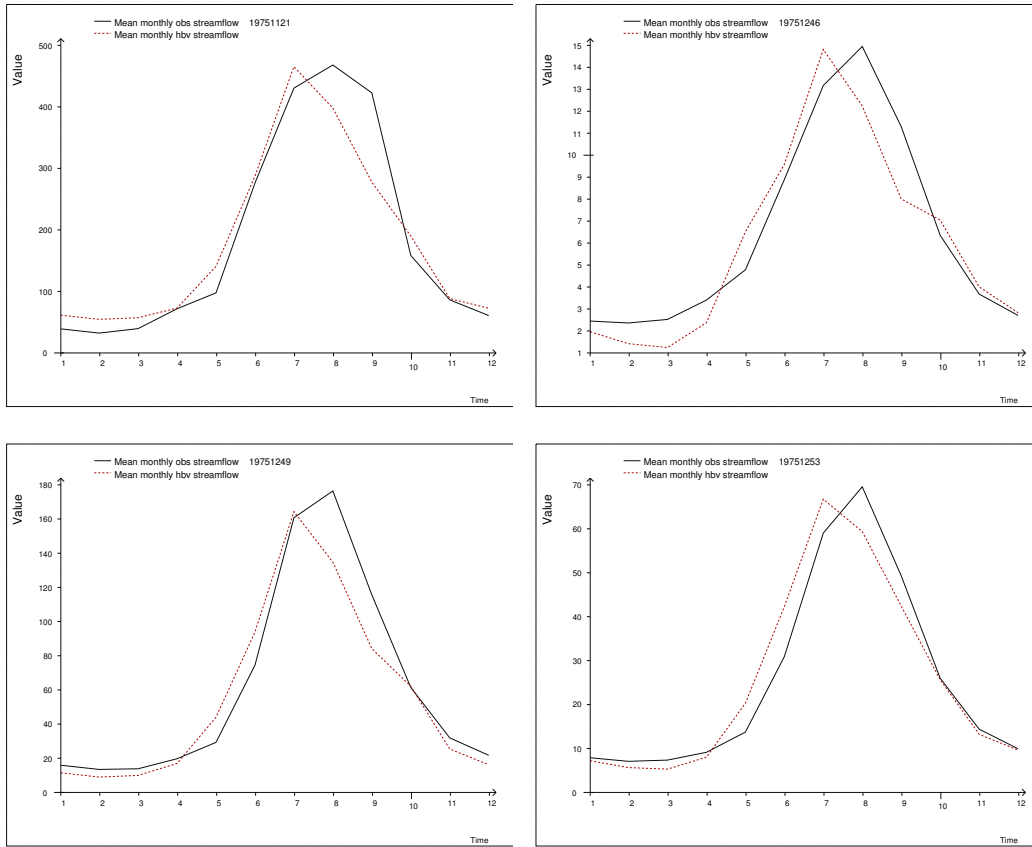 Mean monthly obs streamflow 19751121
Mean monthly hbv streamflow
Value
500
400
300
200
100
0
1 2 3 4 5 6 7 8 9 10 11 12
Time
Mean monthly obs streamflow 19751246
Mean monthly hbv streamflow
Value
15
14
13
12
11
10
9
8
7
6
5
4
3
2
1
1 2 3 4 5 6 7 8 9 10 11 12
Time
Mean monthly obs streamflow 19751249
Mean monthly hbv streamflow
Value
180
160
140
120
100
80
60
40
20
0
1 2 3 4 5 6 7 8 9 10 11 12
Time
Mean monthly obs streamflow 19751253
Mean monthly hbv streamflow
Value
70
60
50
40
30
20
10
0
1 2 3 4 5 6 7 8 9 10 11 12
Time